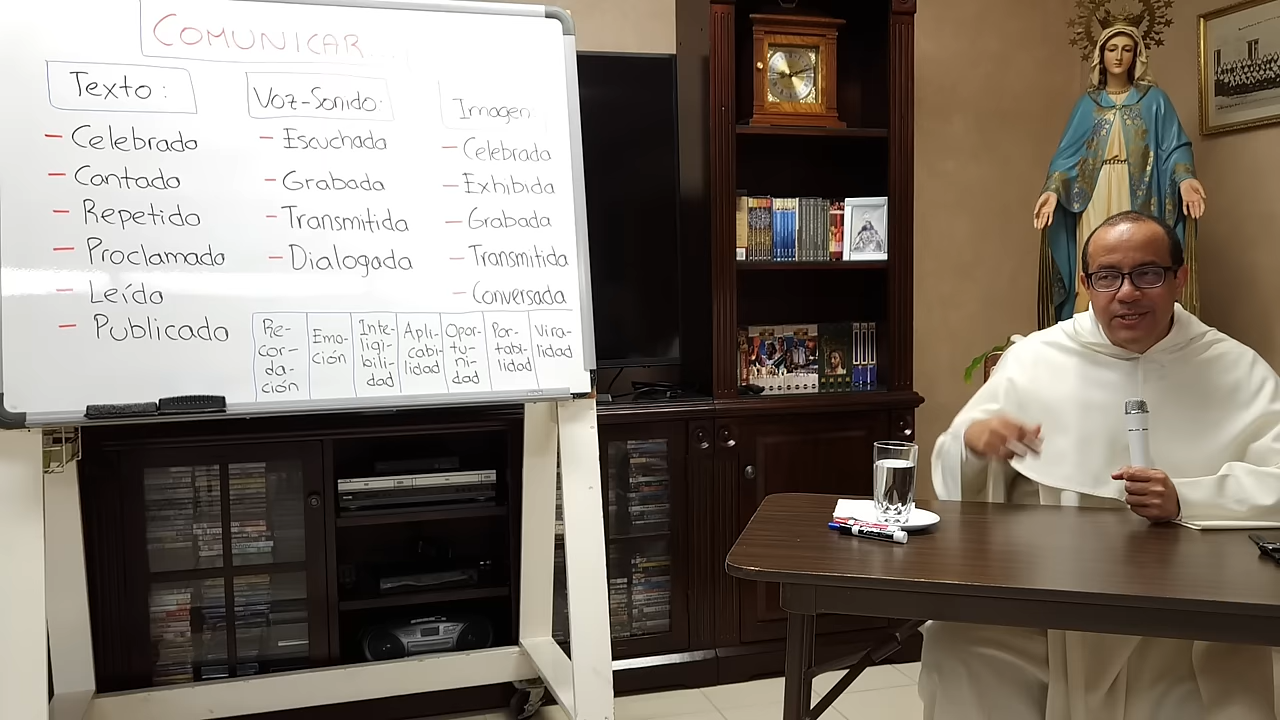 COMUNICAR
Texto:
- Celebrado
- Contado
- Repetido
- Proclamado
- Leído
- Publicado
Voz-Sonido:
- Escuchada
- Grabada
- Transmitida
- Dialogada
Imagen
- Celebrada
- Exhibida
- Grabada
- Transmitida
- Conversada
Re-
cor-
da-
ción
Emo-
ción
Inte-
ligi-
bili-
dad
Apli-
cabi-
lidad
Opor-
tu-
ni-
dad
Por-
tabi-
lidad
Vira-
lidad